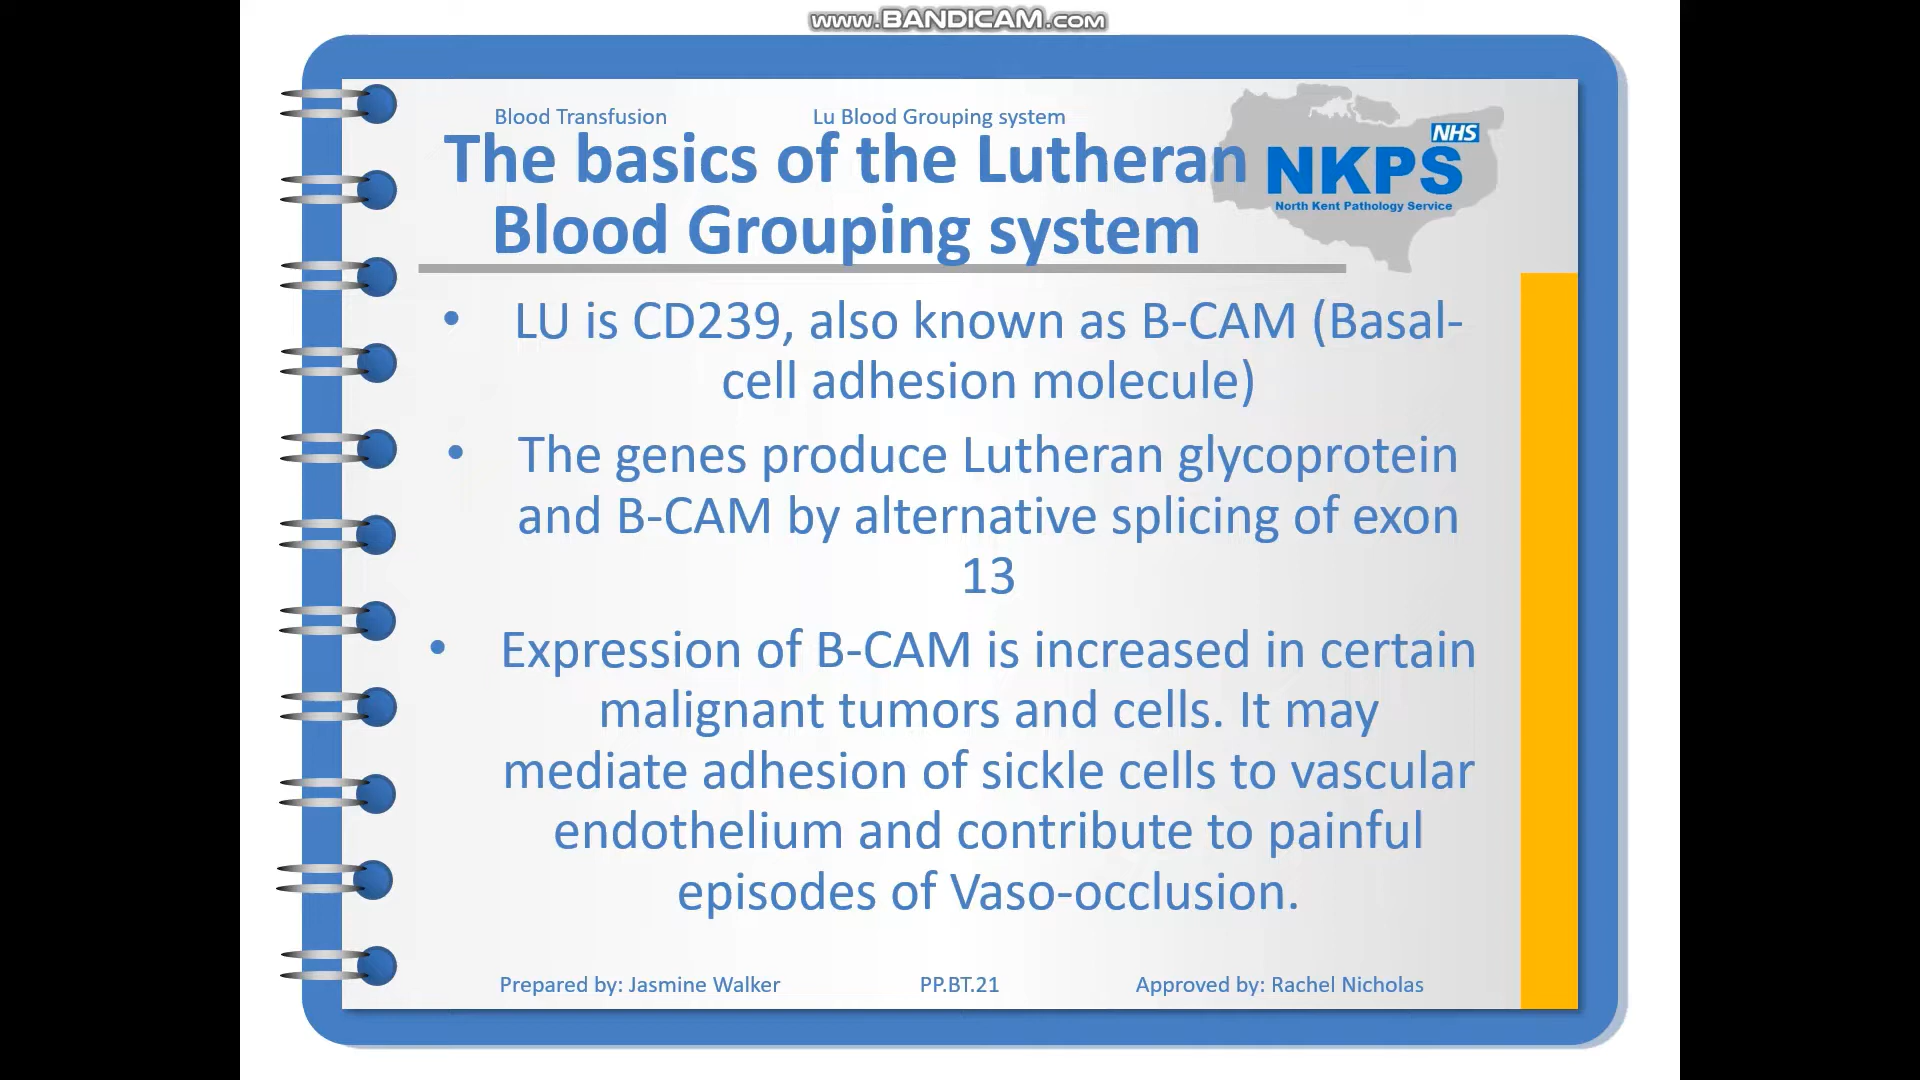 www.BANDICAM.com
Blood Transfusion
Lu Blood Grouping system
The basics of the Lutheran
Blood Grouping system
NHS
NKPS
North Kent Pathology Service
• LU is CD239, also known as B-CAM (Basal-
cell adhesion molecule)
• The genes produce Lutheran glycoprotein
and B-CAM by alternative splicing of exon
13
• Expression of B-CAM is increased in certain
malignant tumors and cells. It may
mediate adhesion of sickle cells to vascular
endothelium and contribute to painful
episodes of Vaso-occlusion.
Prepared by: Jasmine Walker
PP.BT.21
Approved by: Rachel Nicholas